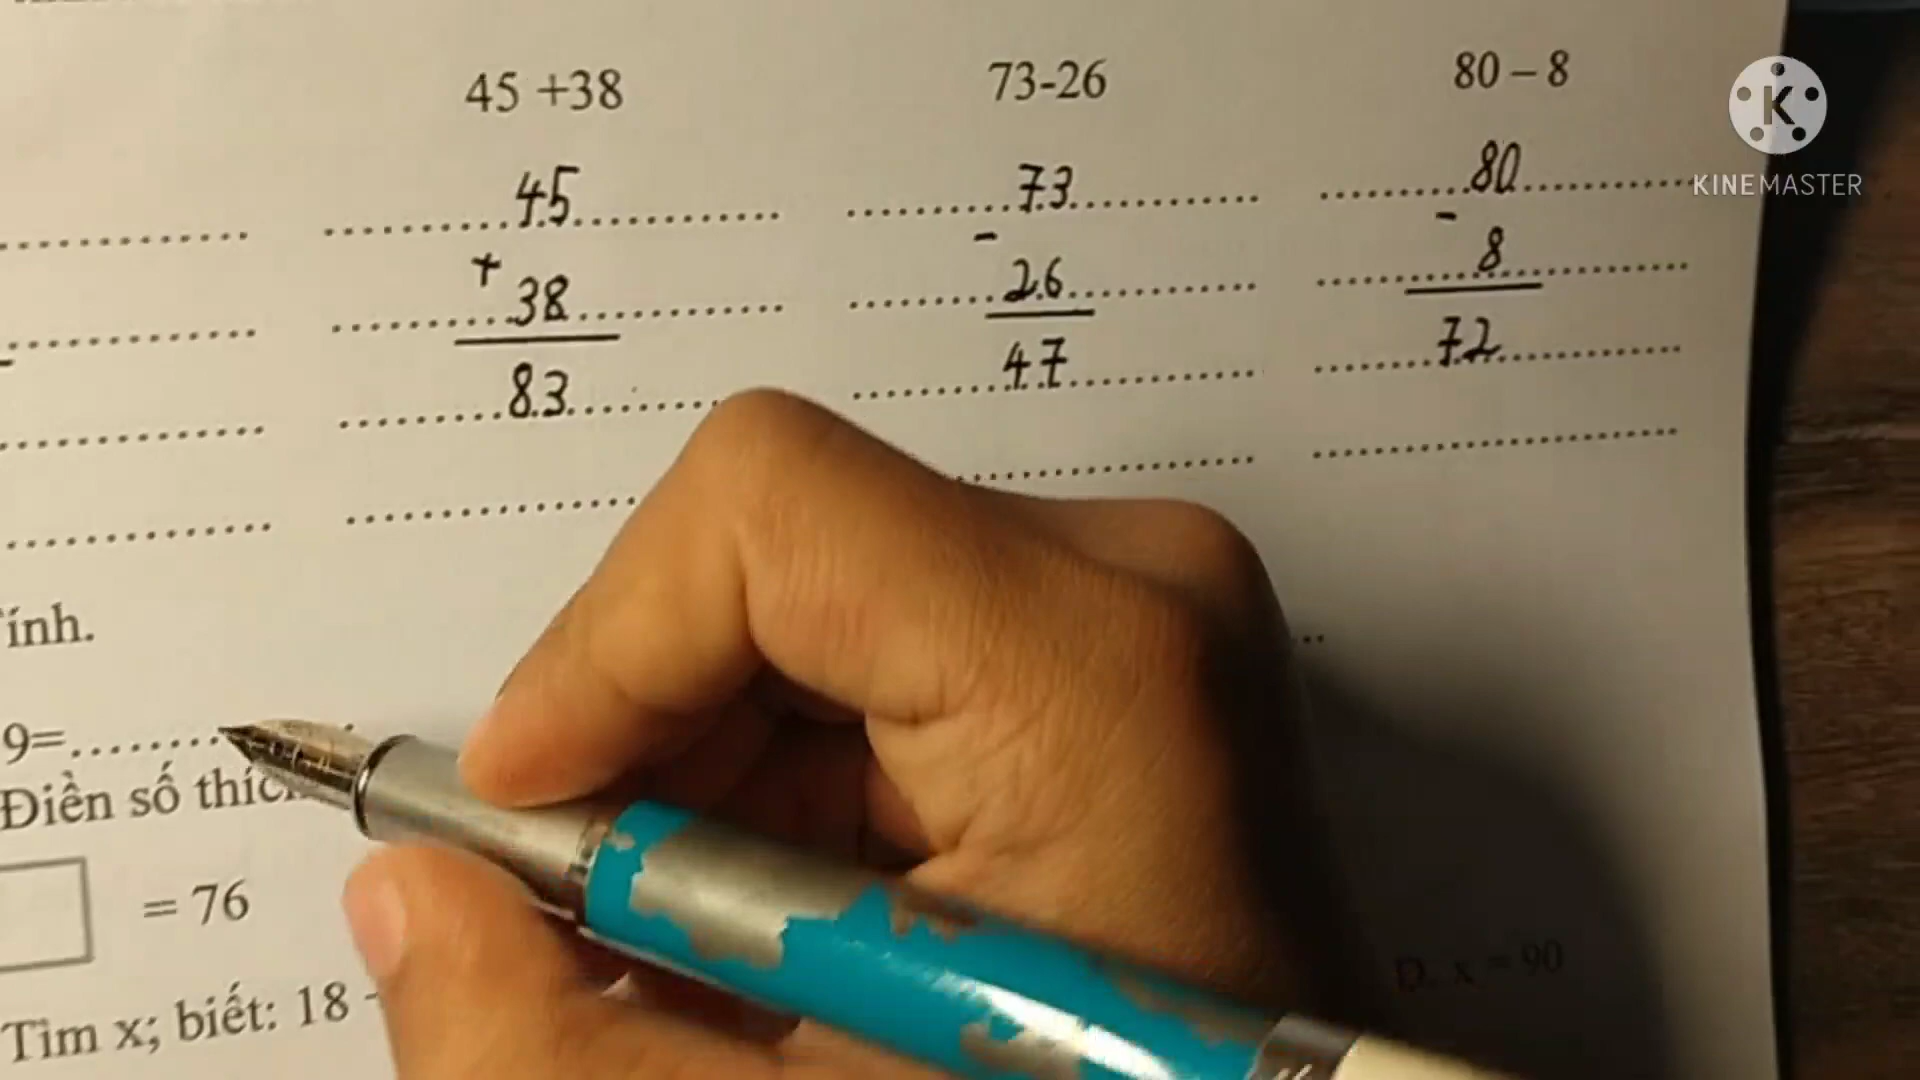 45 +38 73-26 80 – 8
45 73 80
+ - -
38 26 8
83 47 72
ính.
9=..........
Điền số
= 76
Tìm x; biết: 18
D. x = 90
KINEMASTER